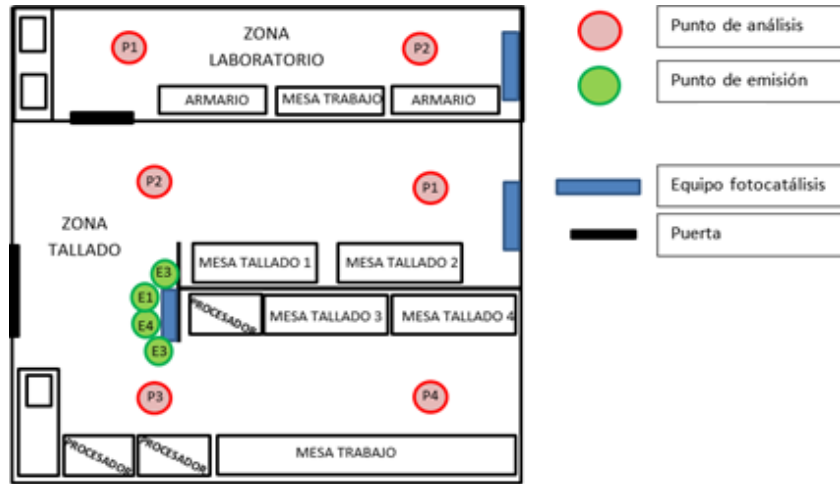 P1
ZONA
LABORATORIO
P2
ARMARIO
MESA TRABAJO
ARMARIO
P2
P1
ZONA
TALLADO
MESA TALLADO 1
MESA TALLADO 2
E3
E1
E4
E3
PROCESADOR
MESA TALLADO 3
MESA TALLADO 4
P3
P4
PROCESADOR
PROCESADOR
MESA TRABAJO
Punto de análisis
Punto de emisión
Equipo fotocatálisis
Puerta